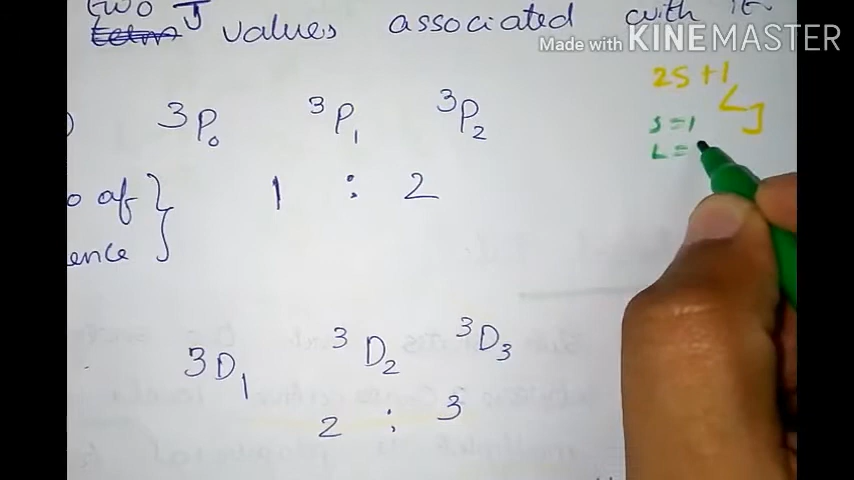 two J values associated with it.
Made with KINEMASTER
2S+1
L
J
³P₀ ³P₁ ³P₂
S=1
L=
o of } 1 : 2
ence
³D₁ ³D₂ ³D₃
2 : 3